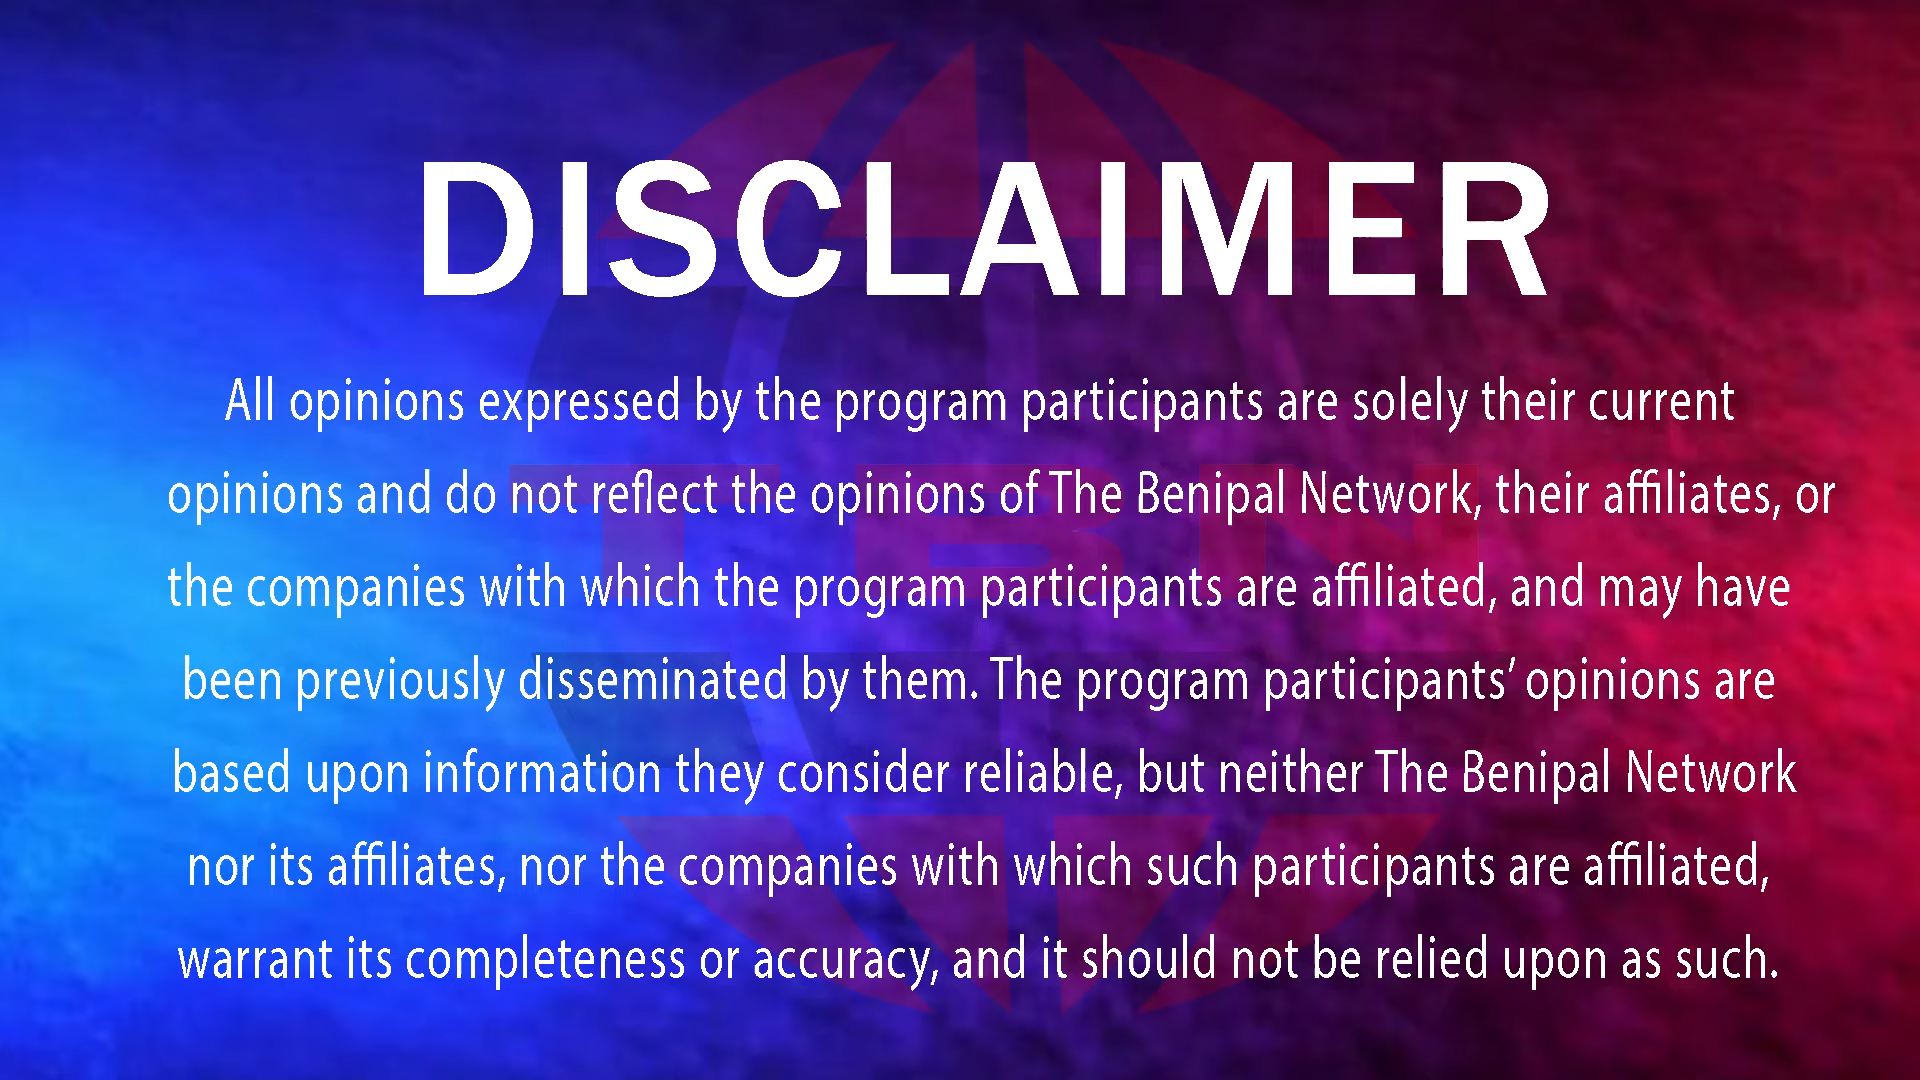 DISCLAIMER
All opinions expressed by the program participants are solely their current
opinions and do not reflect the opinions of The Benipal Network, their affiliates, or
the companies with which the program participants are affiliated, and may have
been previously disseminated by them. The program participants’ opinions are
based upon information they consider reliable, but neither The Benipal Network
nor its affiliates, nor the companies with which such participants are affiliated,
warrant its completeness or accuracy, and it should not be relied upon as such.
TBN